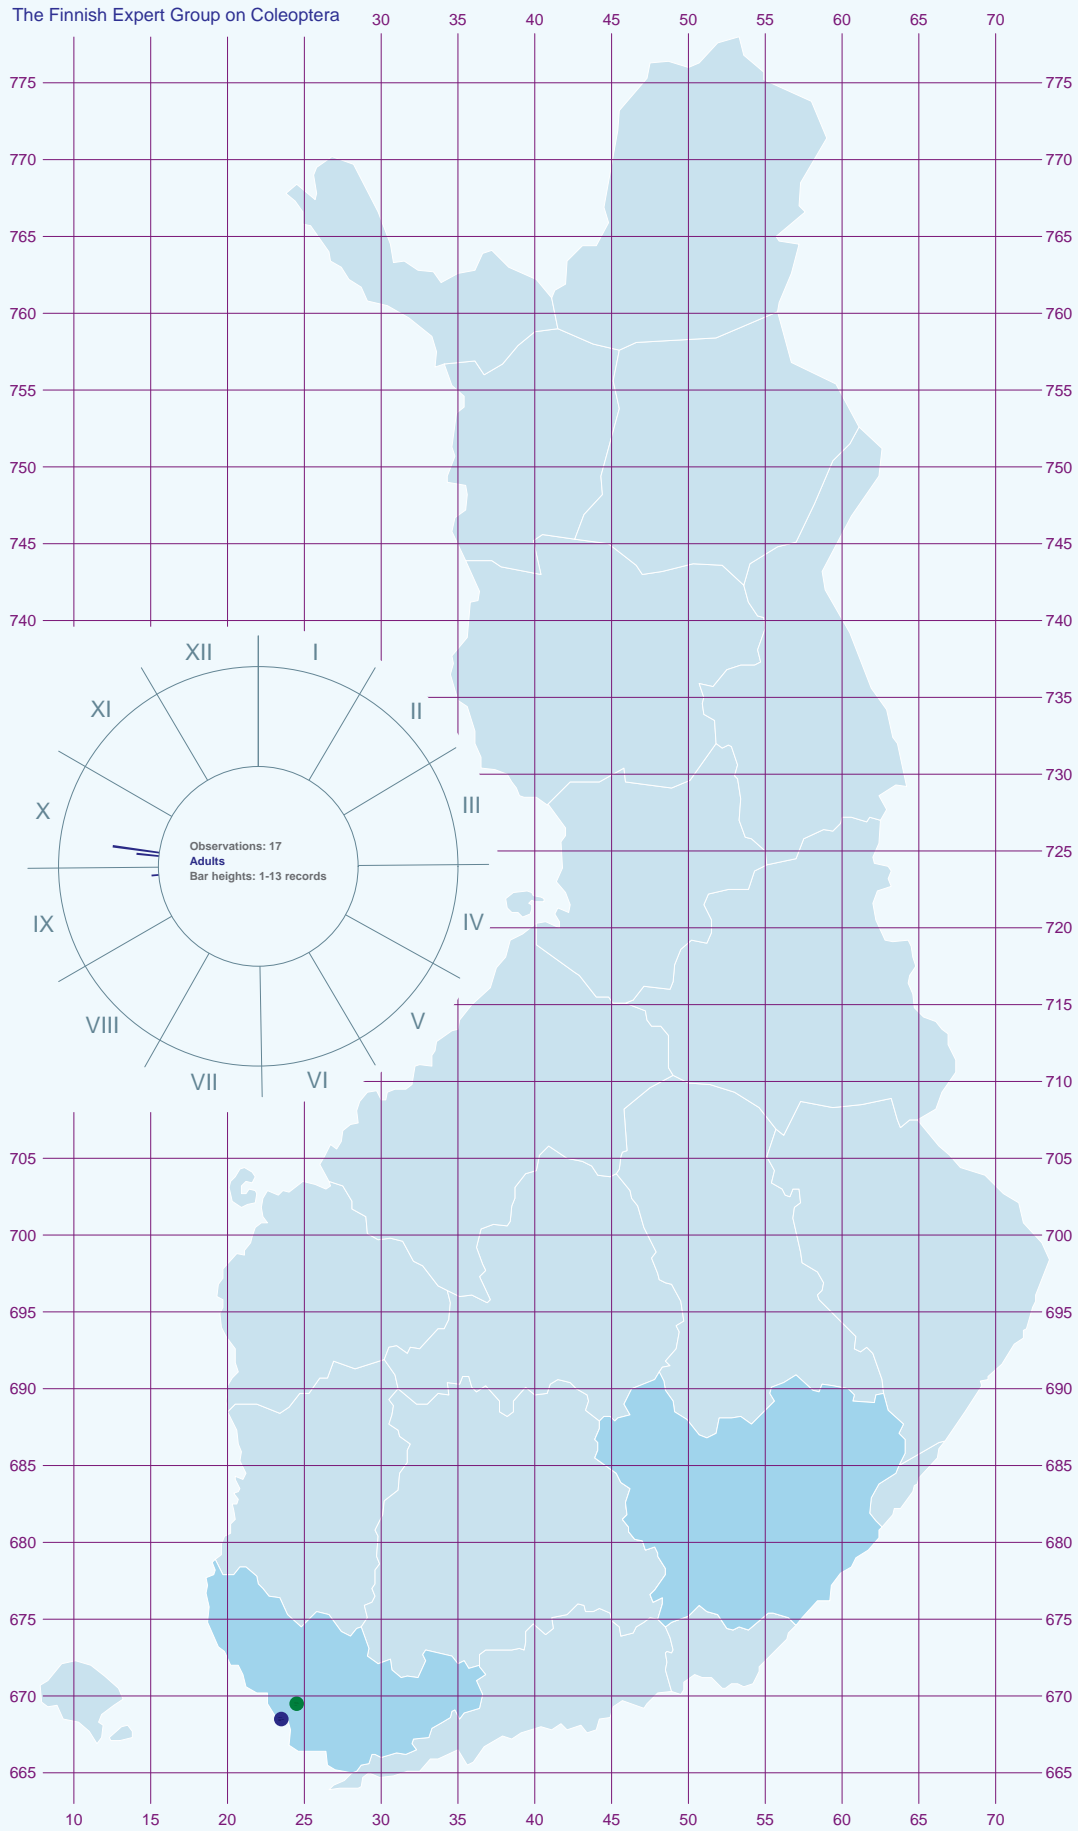 The Finnish Expert Group on Coleoptera 30 35 40 45 50 55 60 65 70
775 775
770 770
765 765
760 760
755 755
750 750
745 745
740 740
XII I
XI II
735
730
X III
Observations: 17
Adults
Bar heights: 1-13 records
725
IX IV 720
VIII V
715
VII VI 710
705 705
700 700
695 695
690 690
685 685
680 680
675 675
670 670
665 665
10 15 20 25 30 35 40 45 50 55 60 65 70